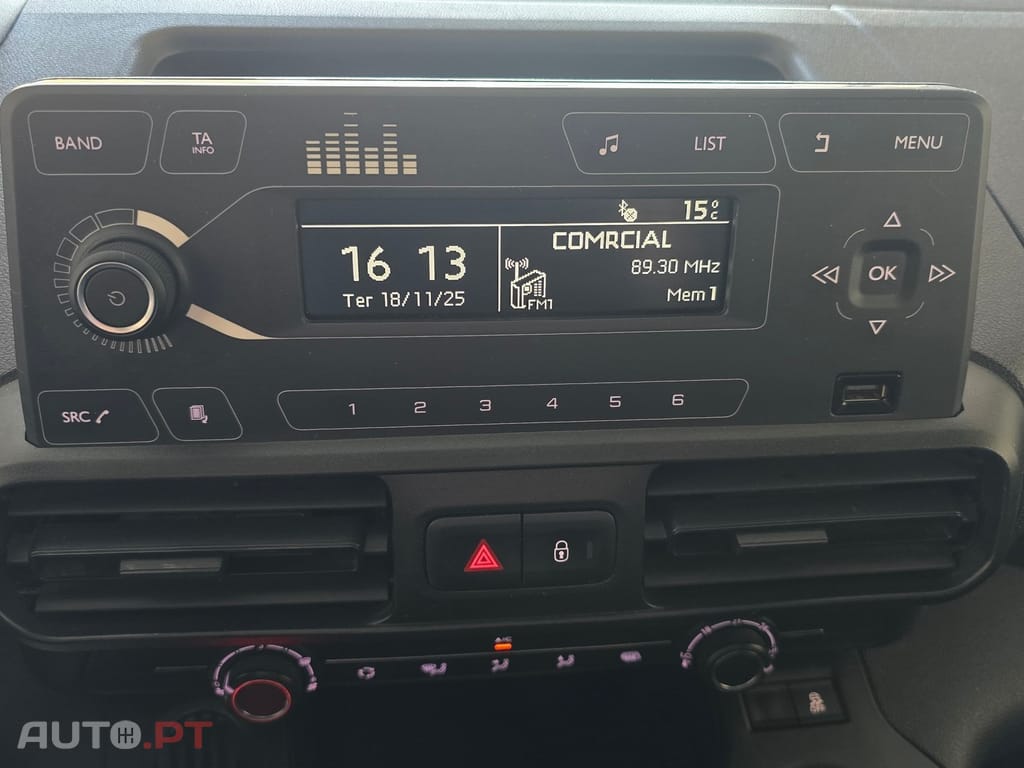 BAND
TA
INFO
LIST
MENU
15°C
16 13
Ter 18/11/25
COMRCIAL
89.30 MHz
FM1
Mem 1
OK
SRC
1 2 3 4 5 6
AUTO.PT